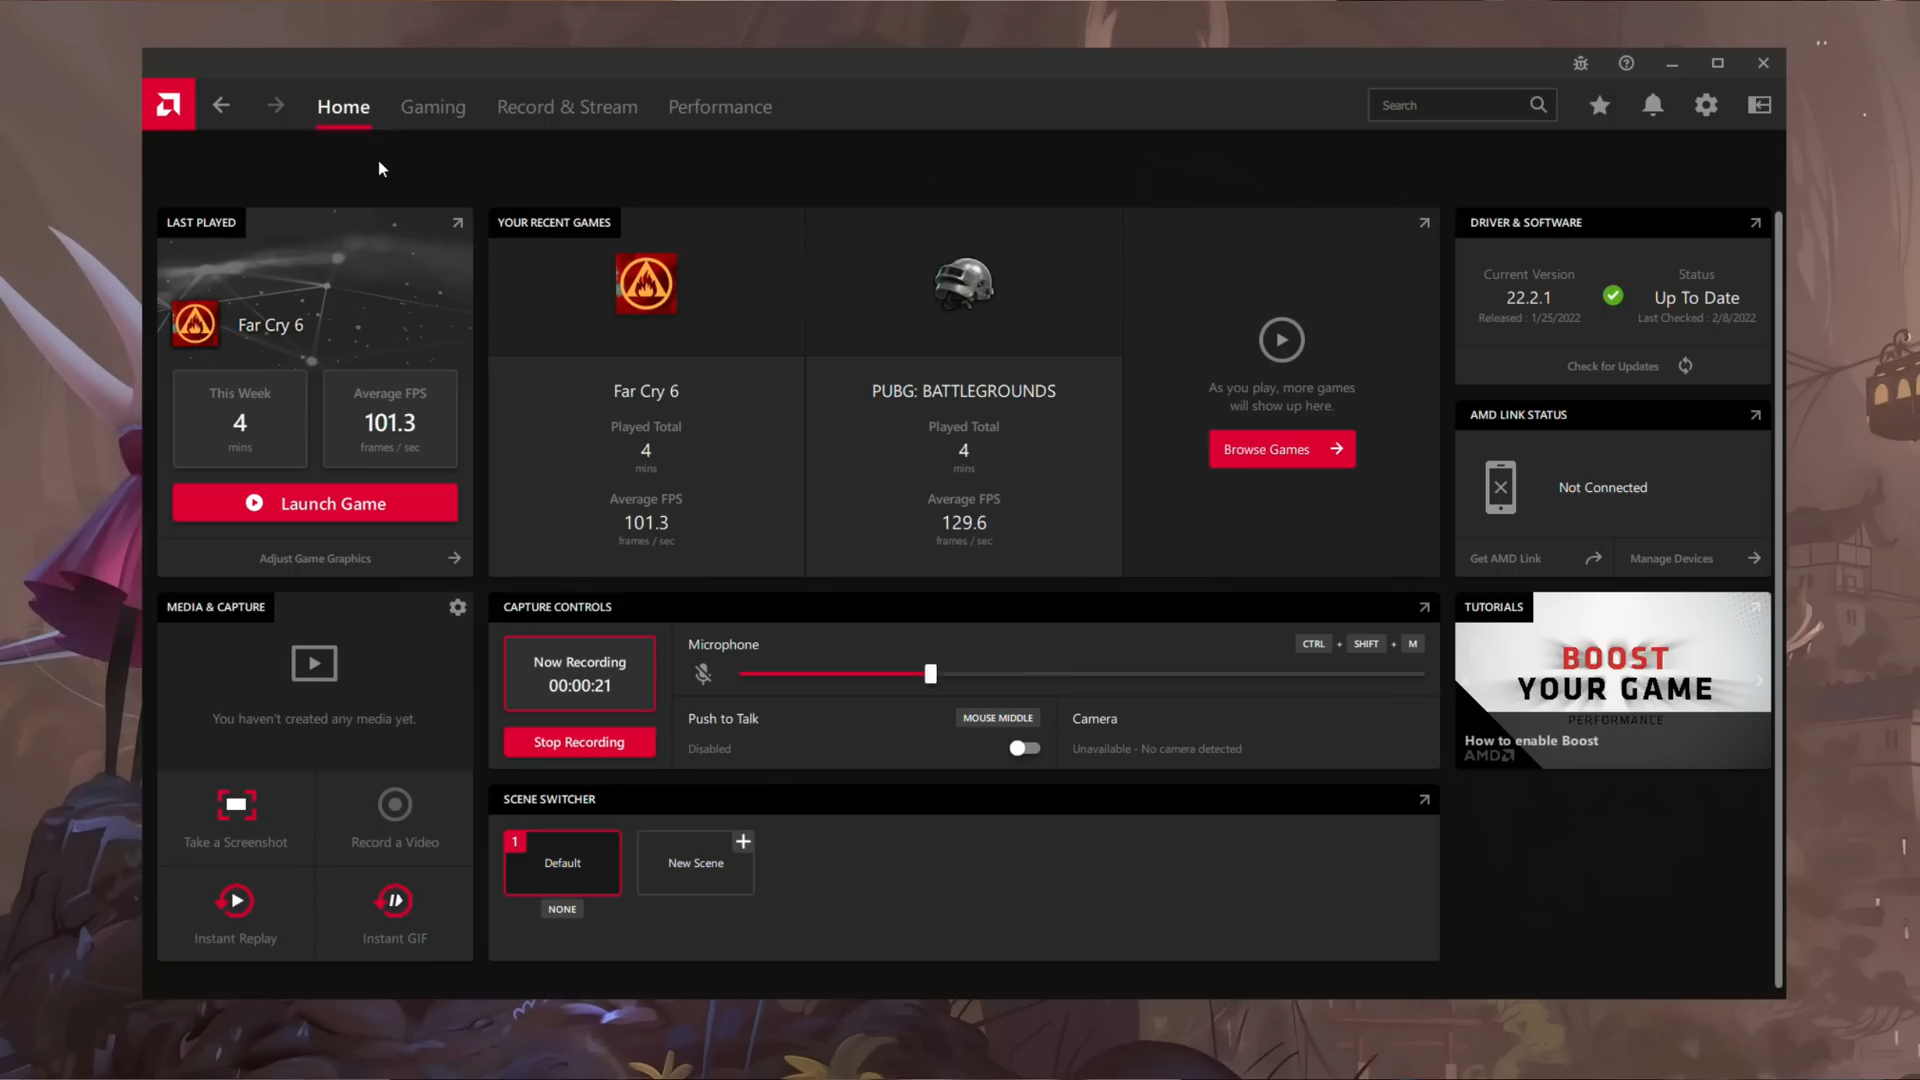 Home
Gaming
Record & Stream
Performance
Search
LAST PLAYED
Far Cry 6
This Week
4
mins
Average FPS
101.3
frames / sec
Launch Game
Adjust Game Graphics
YOUR RECENT GAMES
Far Cry 6
Played Total
4
mins
Average FPS
101.3
frames / sec
PUBG: BATTLEGROUNDS
Played Total
4
mins
Average FPS
129.6
frames / sec
As you play, more games
will show up here.
Browse Games
DRIVER & SOFTWARE
Current Version
22.2.1
Released : 1/25/2022
Status
Up To Date
Last Checked : 2/8/2022
Check for Updates
AMD LINK STATUS
Not Connected
Get AMD Link
Manage Devices
MEDIA & CAPTURE
You haven't created any media yet.
Take a Screenshot
Record a Video
Instant Replay
Instant GIF
CAPTURE CONTROLS
Now Recording
00:00:21
Stop Recording
Microphone
CTRL + SHIFT + M
Push to Talk
MOUSE MIDDLE
Disabled
Camera
Unavailable - No camera detected
SCENE SWITCHER
1
Default
NONE
New Scene
TUTORIALS
BOOST
YOUR GAME
PERFORMANCE
How to enable Boost
AMD